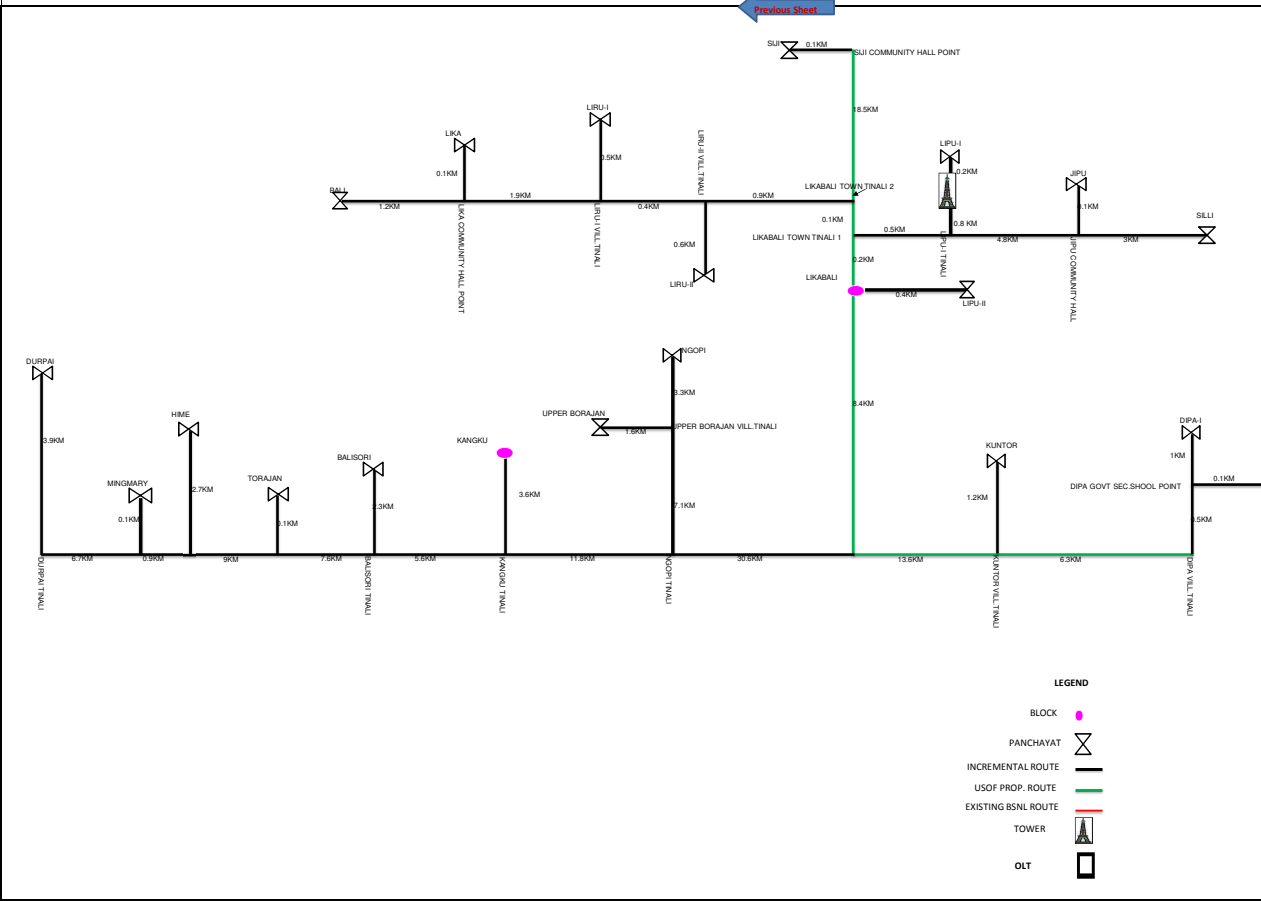 Previous Sheet
SIJI
0.1KM
SIJI COMMUNITY HALL POINT
18.5KM
LIRU-I
LIKA
0.5KM
0.1KM
LIRU-II VILL.TINALI
LIPU-I
0.2KM
JIPU
0.1KM
LIKABALI TOWN TINALI 2
1.9KM
0.9KM
1.2KM
0.4KM
LIKA COMMUNITY HALL POINT
LIRU-I VILL TINALI
0.1KM
0.8 KM
SILLI
0.5KM
LIKABALI TOWN TINALI 1
4.8KM
3KM
LIPU-I TINALI
JIPU COMMUNITY HALL
0.6KM
0.2KM
LIKABALI
LIRU-II
0.4KM
LIPU-II
NGOPI
DURPAI
3.3KM
8.4KM
HIME
UPPER BORAJAN
1.6KM
UPPER BORAJAN VILL.TINALI
DIPA-I
3.9KM
KANGKU
KUNTOR
1KM
BALISORI
TORAJAN
MINGMARY
2.7KM
3.6KM
7.1KM
1.2KM
DIPA GOVT SEC.SHOOL POINT
0.1KM
2.3KM
0.1KM
0.1KM
0.5KM
6.7KM
0.9KM
9KM
7.6KM
5.6KM
11.8KM
30.6KM
13.6KM
6.3KM
DURPAI TINALI
BALISORI TINALI
KANGKU TINALI
NGOPI TINALI
KUNTOR VILL.TINALI
DIPA VILL.TINALI
LEGEND
BLOCK
PANCHAYAT
INCREMENTAL ROUTE
USOF PROP. ROUTE
EXISTING BSNL ROUTE
TOWER
OLT